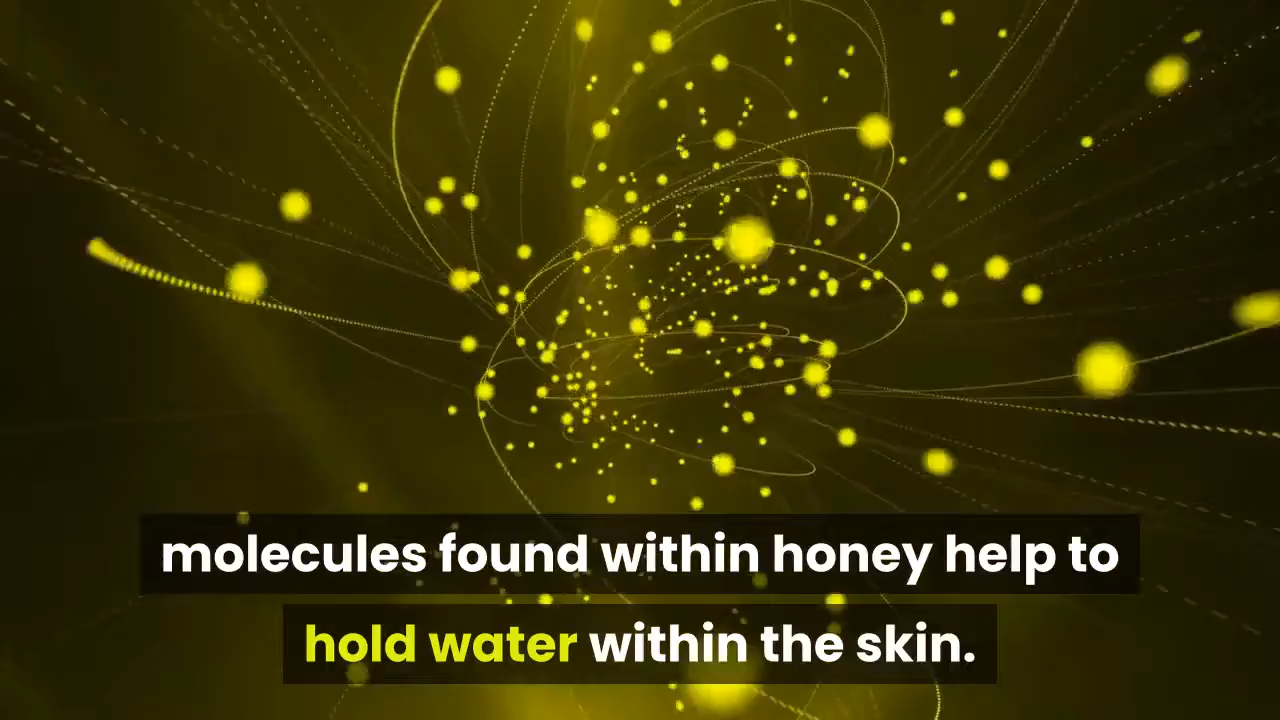 molecules found within honey help to
hold water within the skin.